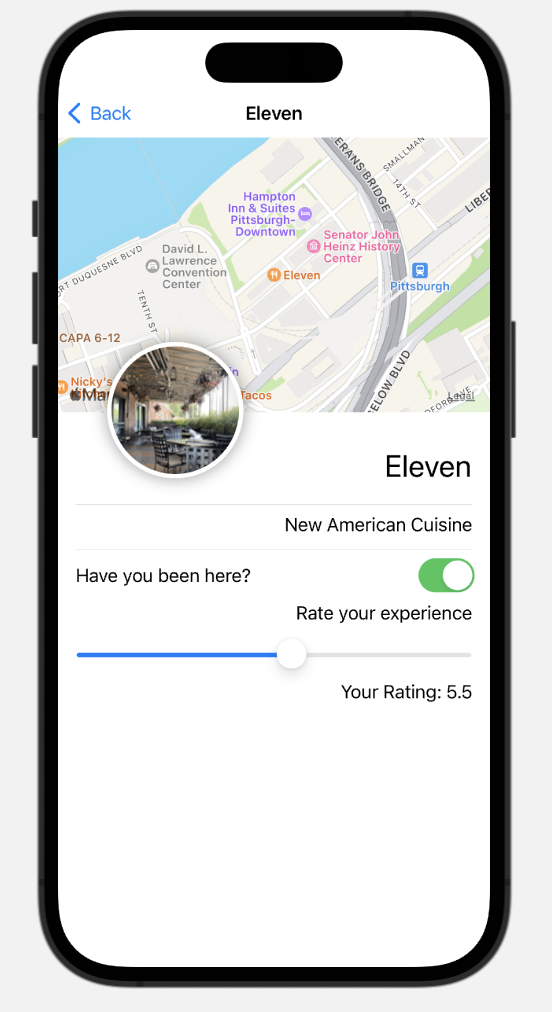 Back
Eleven
ERANS BRIDGE
SMALLMAN
14TH ST
LIBER
Hampton
Inn & Suites
Pittsburgh-
Downtown
Senator John
Heinz History
Center
David L.
Lawrence
Convention
Center
Eleven
Pittsburgh
RT DUQUESNE BLVD
TENTH ST
CAPA 6-12
Nicky's
Tacos
ELOW BLVD
Legal
Eleven
New American Cuisine
Have you been here?
Rate your experience
Your Rating: 5.5